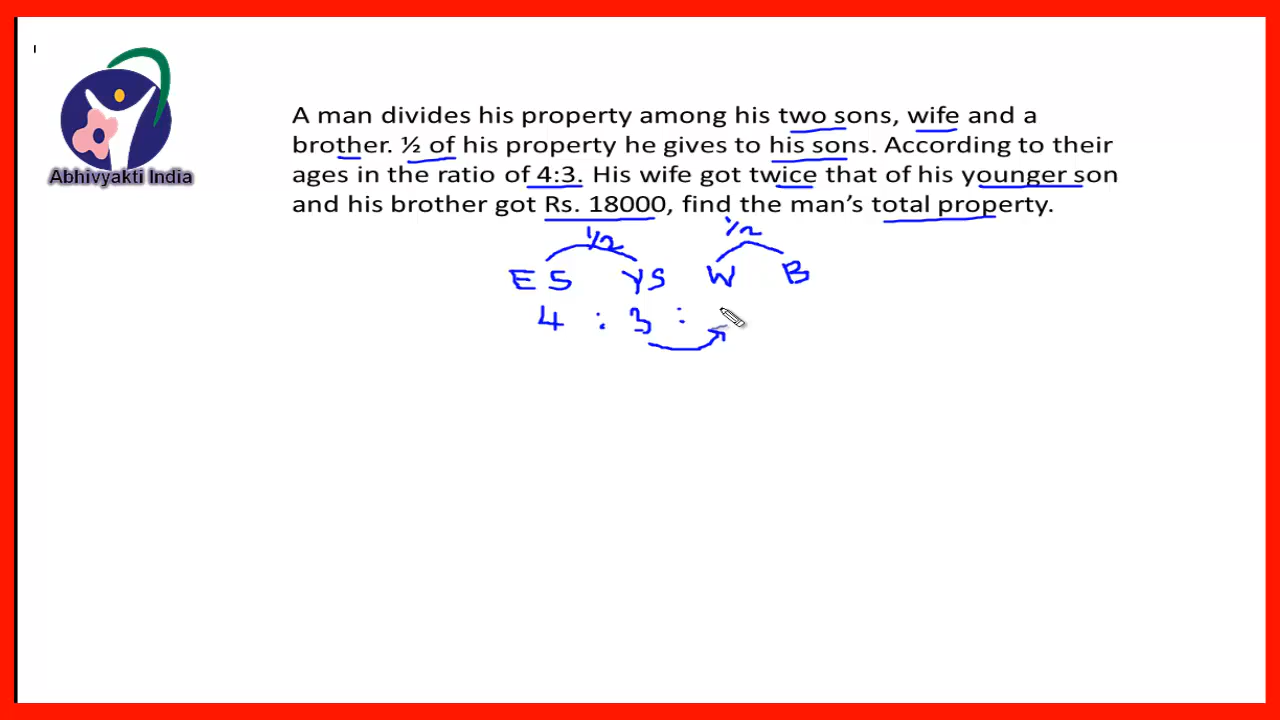 Abhivyakti India
A man divides his property among his two sons, wife and a
brother. ½ of his property he gives to his sons. According to their
ages in the ratio of 4:3. His wife got twice that of his younger son
and his brother got Rs. 18000, find the man's total property.
1/2 1/2
ES YS W B
4 : 3 :